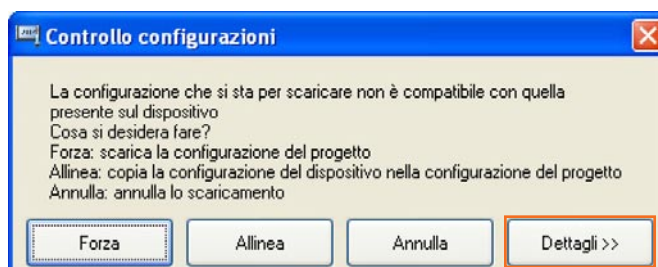 Controllo configurazioni
La configurazione che si sta per scaricare non è compatibile con quella
presente sul dispositivo
Cosa si desidera fare?
Forza: scarica la configurazione del progetto
Allinea: copia la configurazione del dispositivo nella configurazione del progetto
Annulla: annulla lo scaricamento
Forza Allinea Annulla Dettagli >>